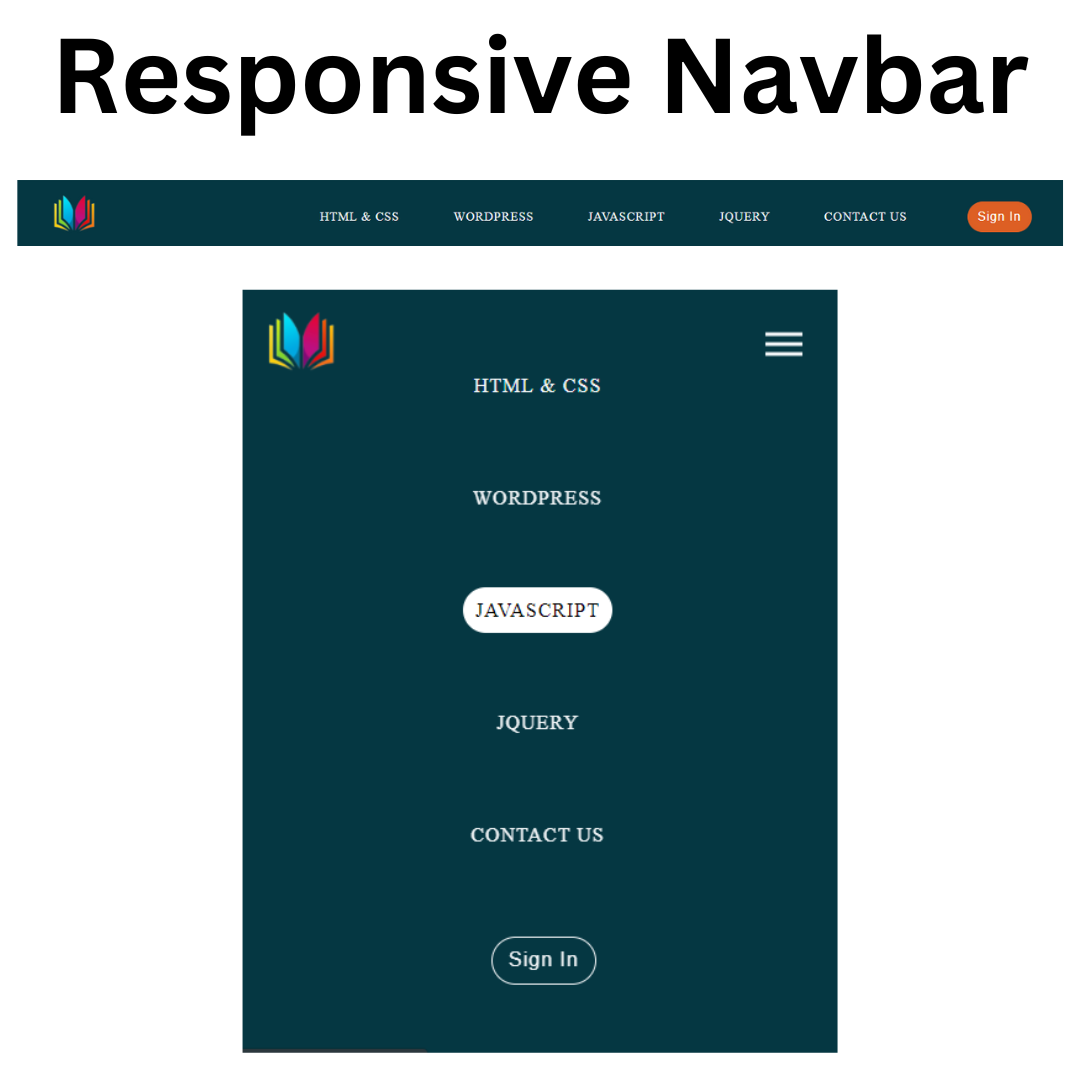 Responsive Navbar
HTML & CSS WORDPRESS JAVASCRIPT JQUERY CONTACT US Sign In
HTML & CSS
WORDPRESS
JAVASCRIPT
JQUERY
CONTACT US
Sign In